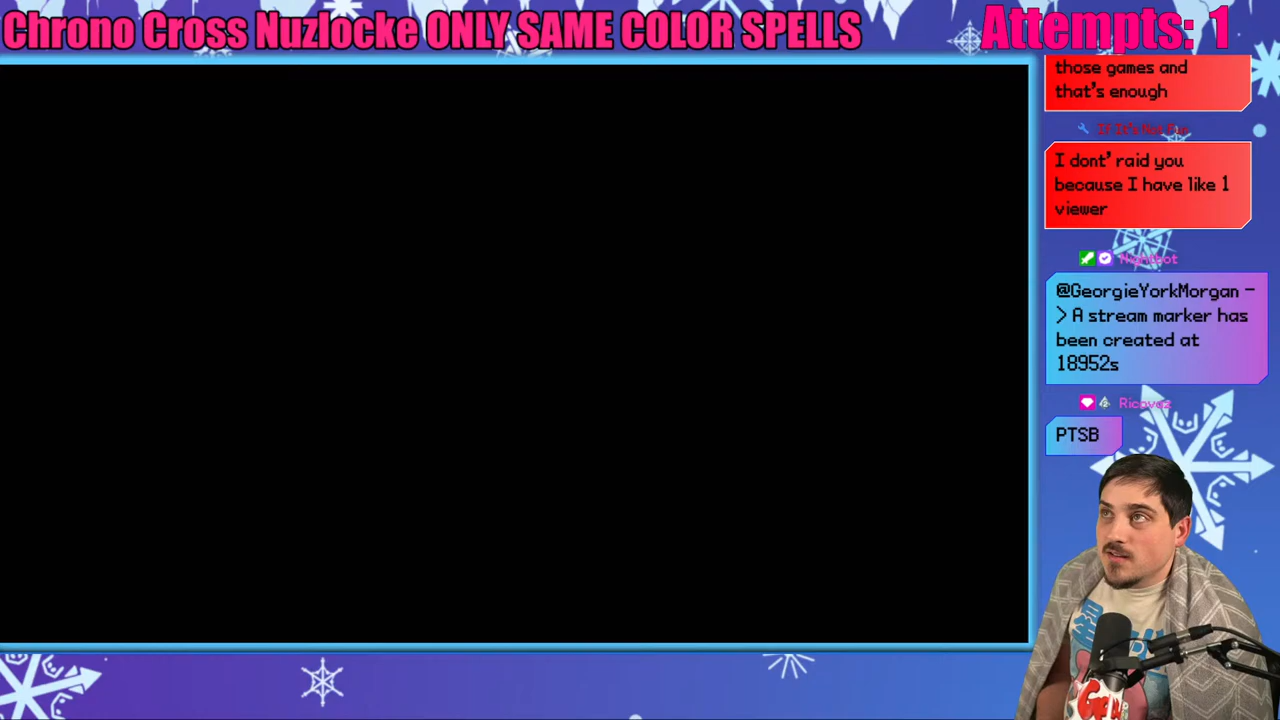 Chrono Cross Nuzlocke ONLY SAME COLOR SPELLS
Attempts: 1
those games and
that's enough
I dont' raid you
because I have like 1
viewer
Nightbot
@GeorgieYorkMorgan -
> A stream marker has
been created at
18952s
PTSB